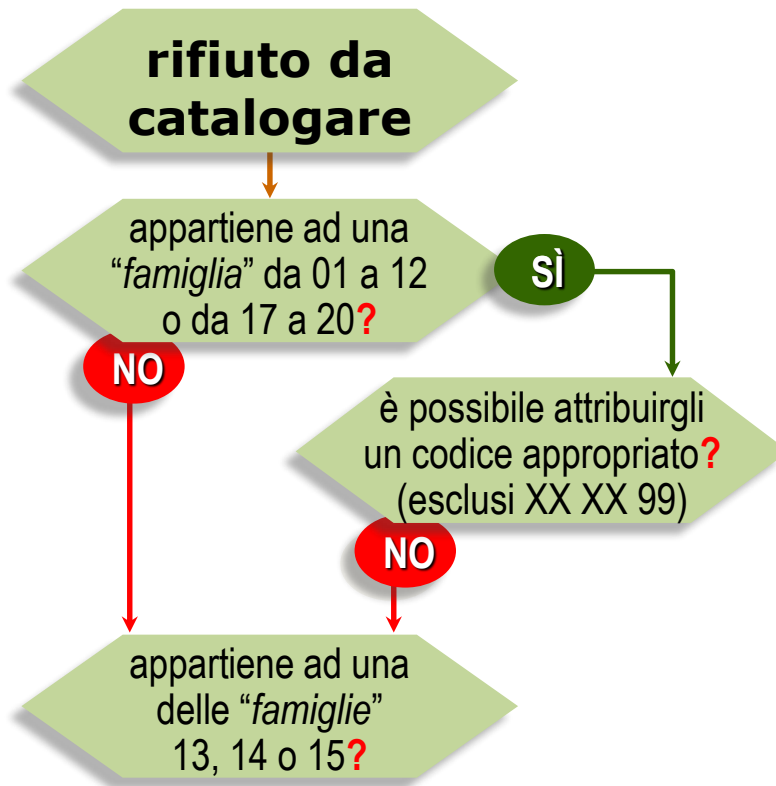 rifiuto da
catalogare
appartiene ad una
“famiglia” da 01 a 12
o da 17 a 20?
SÌ
NO
è possibile attribuirgli
un codice appropriato?
(esclusi XX XX 99)
NO
appartiene ad una
delle “famiglie”
13, 14 o 15?